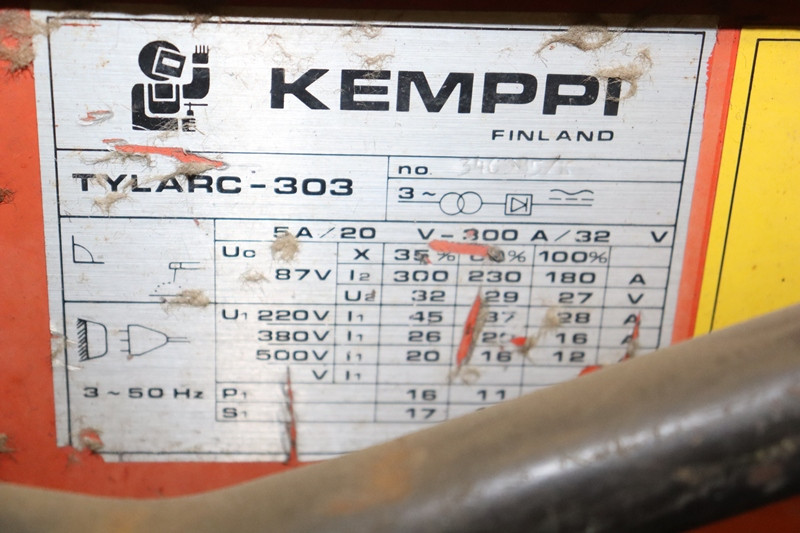 KEMPPI
FINLAND
TYLARC-303
no.
3~
5A/20 V-300 A/32 V
Uo X 35% 100%
87V I2 300 230 180 A
U2 32 29 27 V
U1 220V I1 45 37 28 A
380V I1 26 16 A
500V I1 20 16 12
V I1
3~50 Hz P1 16 11
S1 17